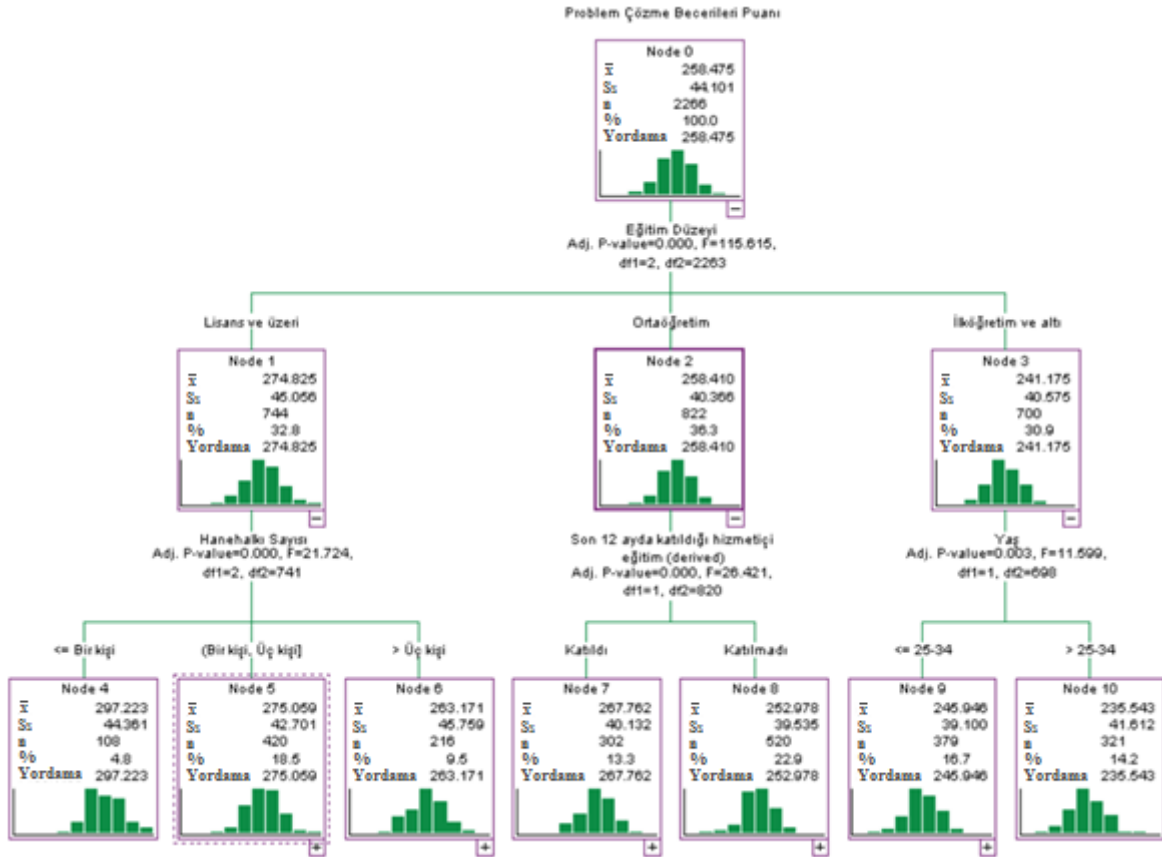 Problem Çözme Becerileri Puanı
Node 0
x̅ 258.475
Ss 44.101
n 2266
% 100.0
Yordama 258.475
Eğitim Düzeyi
Adj. P-value=0.000, F=115.615,
df1=2, df2=2263
Lisans ve üzeri
Ortaöğretim
İlköğretim ve altı
Node 1
x̅ 274.825
Ss 45.056
n 744
% 32.8
Yordama 274.825
Node 2
x̅ 258.410
Ss 40.366
n 822
% 36.3
Yordama 258.410
Node 3
x̅ 241.175
Ss 40.575
n 700
% 30.9
Yordama 241.175
Hanehalkı Sayısı
Adj. P-value=0.000, F=21.724,
df1=2, df2=741
Son 12 ayda katıldığı hizmetiçi
eğitim (derived)
Adj. P-value=0.000, F=26.421,
df1=1, df2=820
Yaş
Adj. P-value=0.003, F=11.599,
df1=1, df2=698
<= Bir kişi
(Bir kişi, Üç kişi]
> Üç kişi
Katıldı
Katılmadı
<= 25-34
> 25-34
Node 4
x̅ 297.223
Ss 44.361
n 108
% 4.8
Yordama 297.223
Node 5
x̅ 275.059
Ss 42.701
n 420
% 18.5
Yordama 275.059
Node 6
x̅ 263.171
Ss 45.759
n 216
% 9.5
Yordama 263.171
Node 7
x̅ 267.762
Ss 40.132
n 302
% 13.3
Yordama 267.762
Node 8
x̅ 252.978
Ss 39.535
n 520
% 22.9
Yordama 252.978
Node 9
x̅ 245.946
Ss 39.100
n 379
% 16.7
Yordama 245.946
Node 10
x̅ 235.543
Ss 41.612
n 321
% 14.2
Yordama 235.543